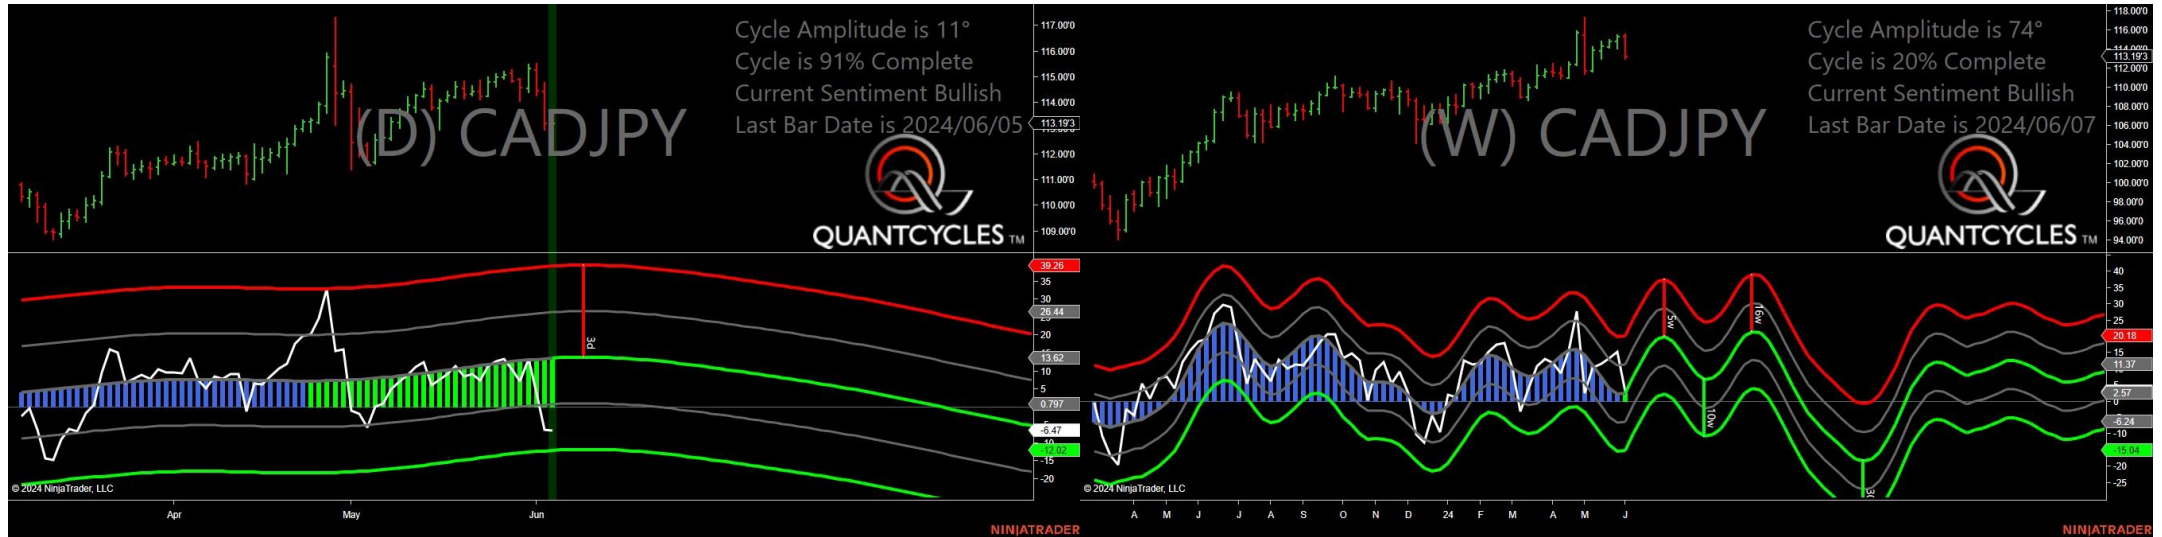 Cycle Amplitude is 11°
Cycle is 91% Complete
Current Sentiment Bullish
Last Bar Date is 2024/06/05
(D) CADJPY
QUANTCYCLES TM
117.00'0
116.00'0
115.00'0
114.00'0
113.19'3
112.00'0
111.00'0
110.00'0
109.00'0
39.26
35
30
26.44
20
13.62
10
5
0.797
-6.47
-10
-12.02
-15
-20
3d
© 2024 NinjaTrader, LLC
Apr
May
Jun
NINJATRADER
Cycle Amplitude is 74°
Cycle is 20% Complete
Current Sentiment Bullish
Last Bar Date is 2024/06/07
(W) CADJPY
QUANTCYCLES TM
118.00'0
116.00'0
114.00'0
113.19'3
112.00'0
110.00'0
108.00'0
106.00'0
104.00'0
102.00'0
100.00'0
98.00'0
96.00'0
94.00'0
40
35
30
25
20.18
15
11.37
2.57
0
-6.24
-10
-15.04
-20
-25
5w
10w
16w
© 2024 NinjaTrader, LLC
A M J J A S O N D 24 F M A M J
NINJATRADER